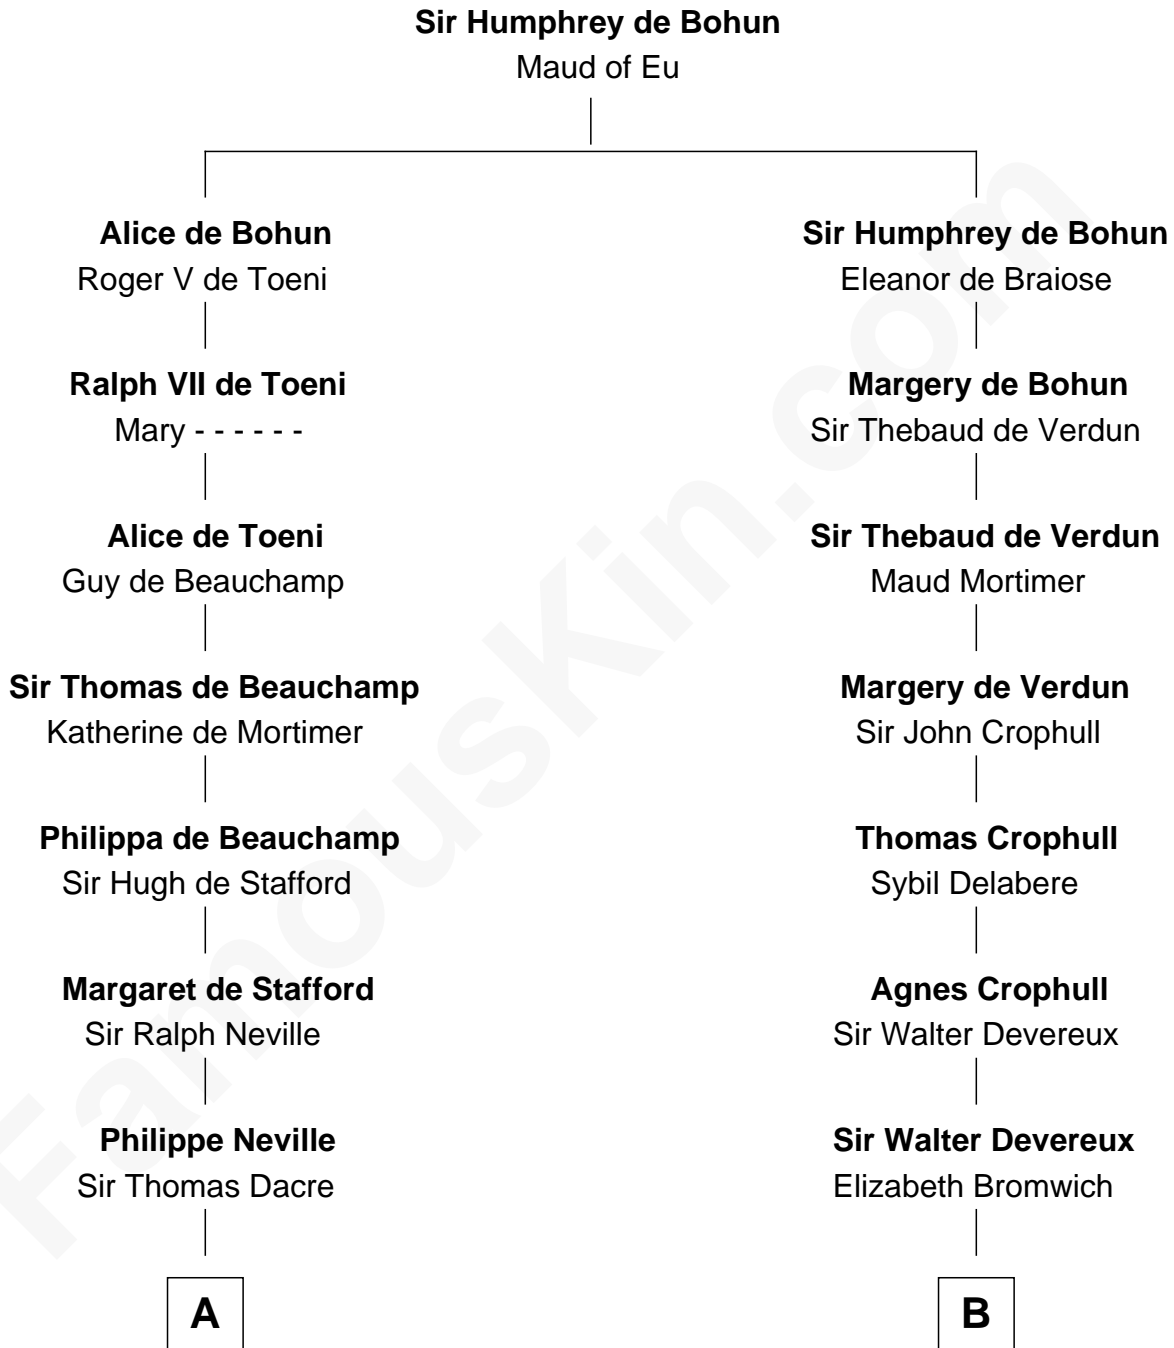 Sir Humphrey de Bohun
Maud of Eu
Alice de Bohun
Roger V de Toeni
Sir Humphrey de Bohun
Eleanor de Braiose
Ralph VII de Toeni
Mary - - - - - -
Margery de Bohun
Sir Thebaud de Verdun
Alice de Toeni
Guy de Beauchamp
Sir Thebaud de Verdun
Maud Mortimer
Sir Thomas de Beauchamp
Katherine de Mortimer
Margery de Verdun
Sir John Crophull
Philippa de Beauchamp
Sir Hugh de Stafford
Thomas Crophull
Sybil Delabere
Margaret de Stafford
Sir Ralph Neville
Agnes Crophull
Sir Walter Devereux
Philippe Neville
Sir Thomas Dacre
Sir Walter Devereux
Elizabeth Bromwich
A
B
FamousKin.com